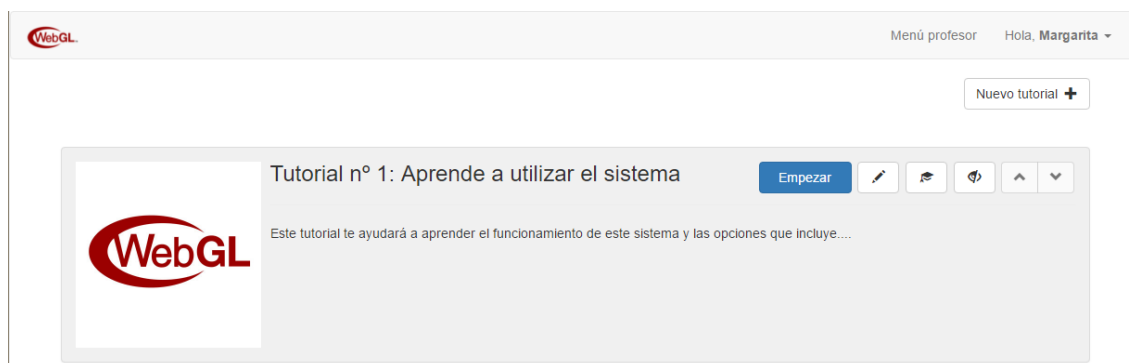 WebGL.
Menú profesor Hola, Margarita
Nuevo tutorial
Tutorial nº 1: Aprende a utilizar el sistema
Empezar
WebGL
Este tutorial te ayudará a aprender el funcionamiento de este sistema y las opciones que incluye....